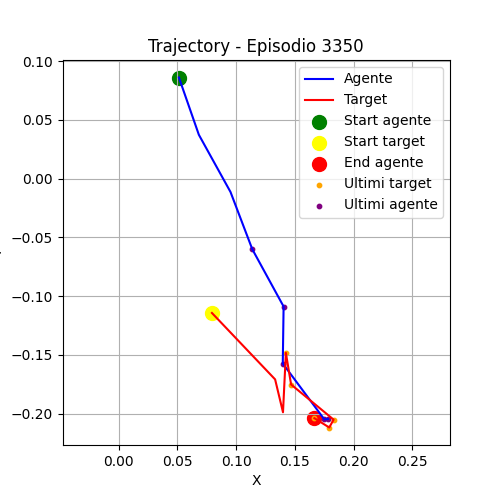 Trajectory - Episodio 3350
Agente
Target
Start agente
Start target
End agente
Ultimi target
Ultimi agente
0.10
0.05
0.00
−0.05
−0.10
−0.15
−0.20
0.00
0.05
0.10
0.15
0.20
0.25
X